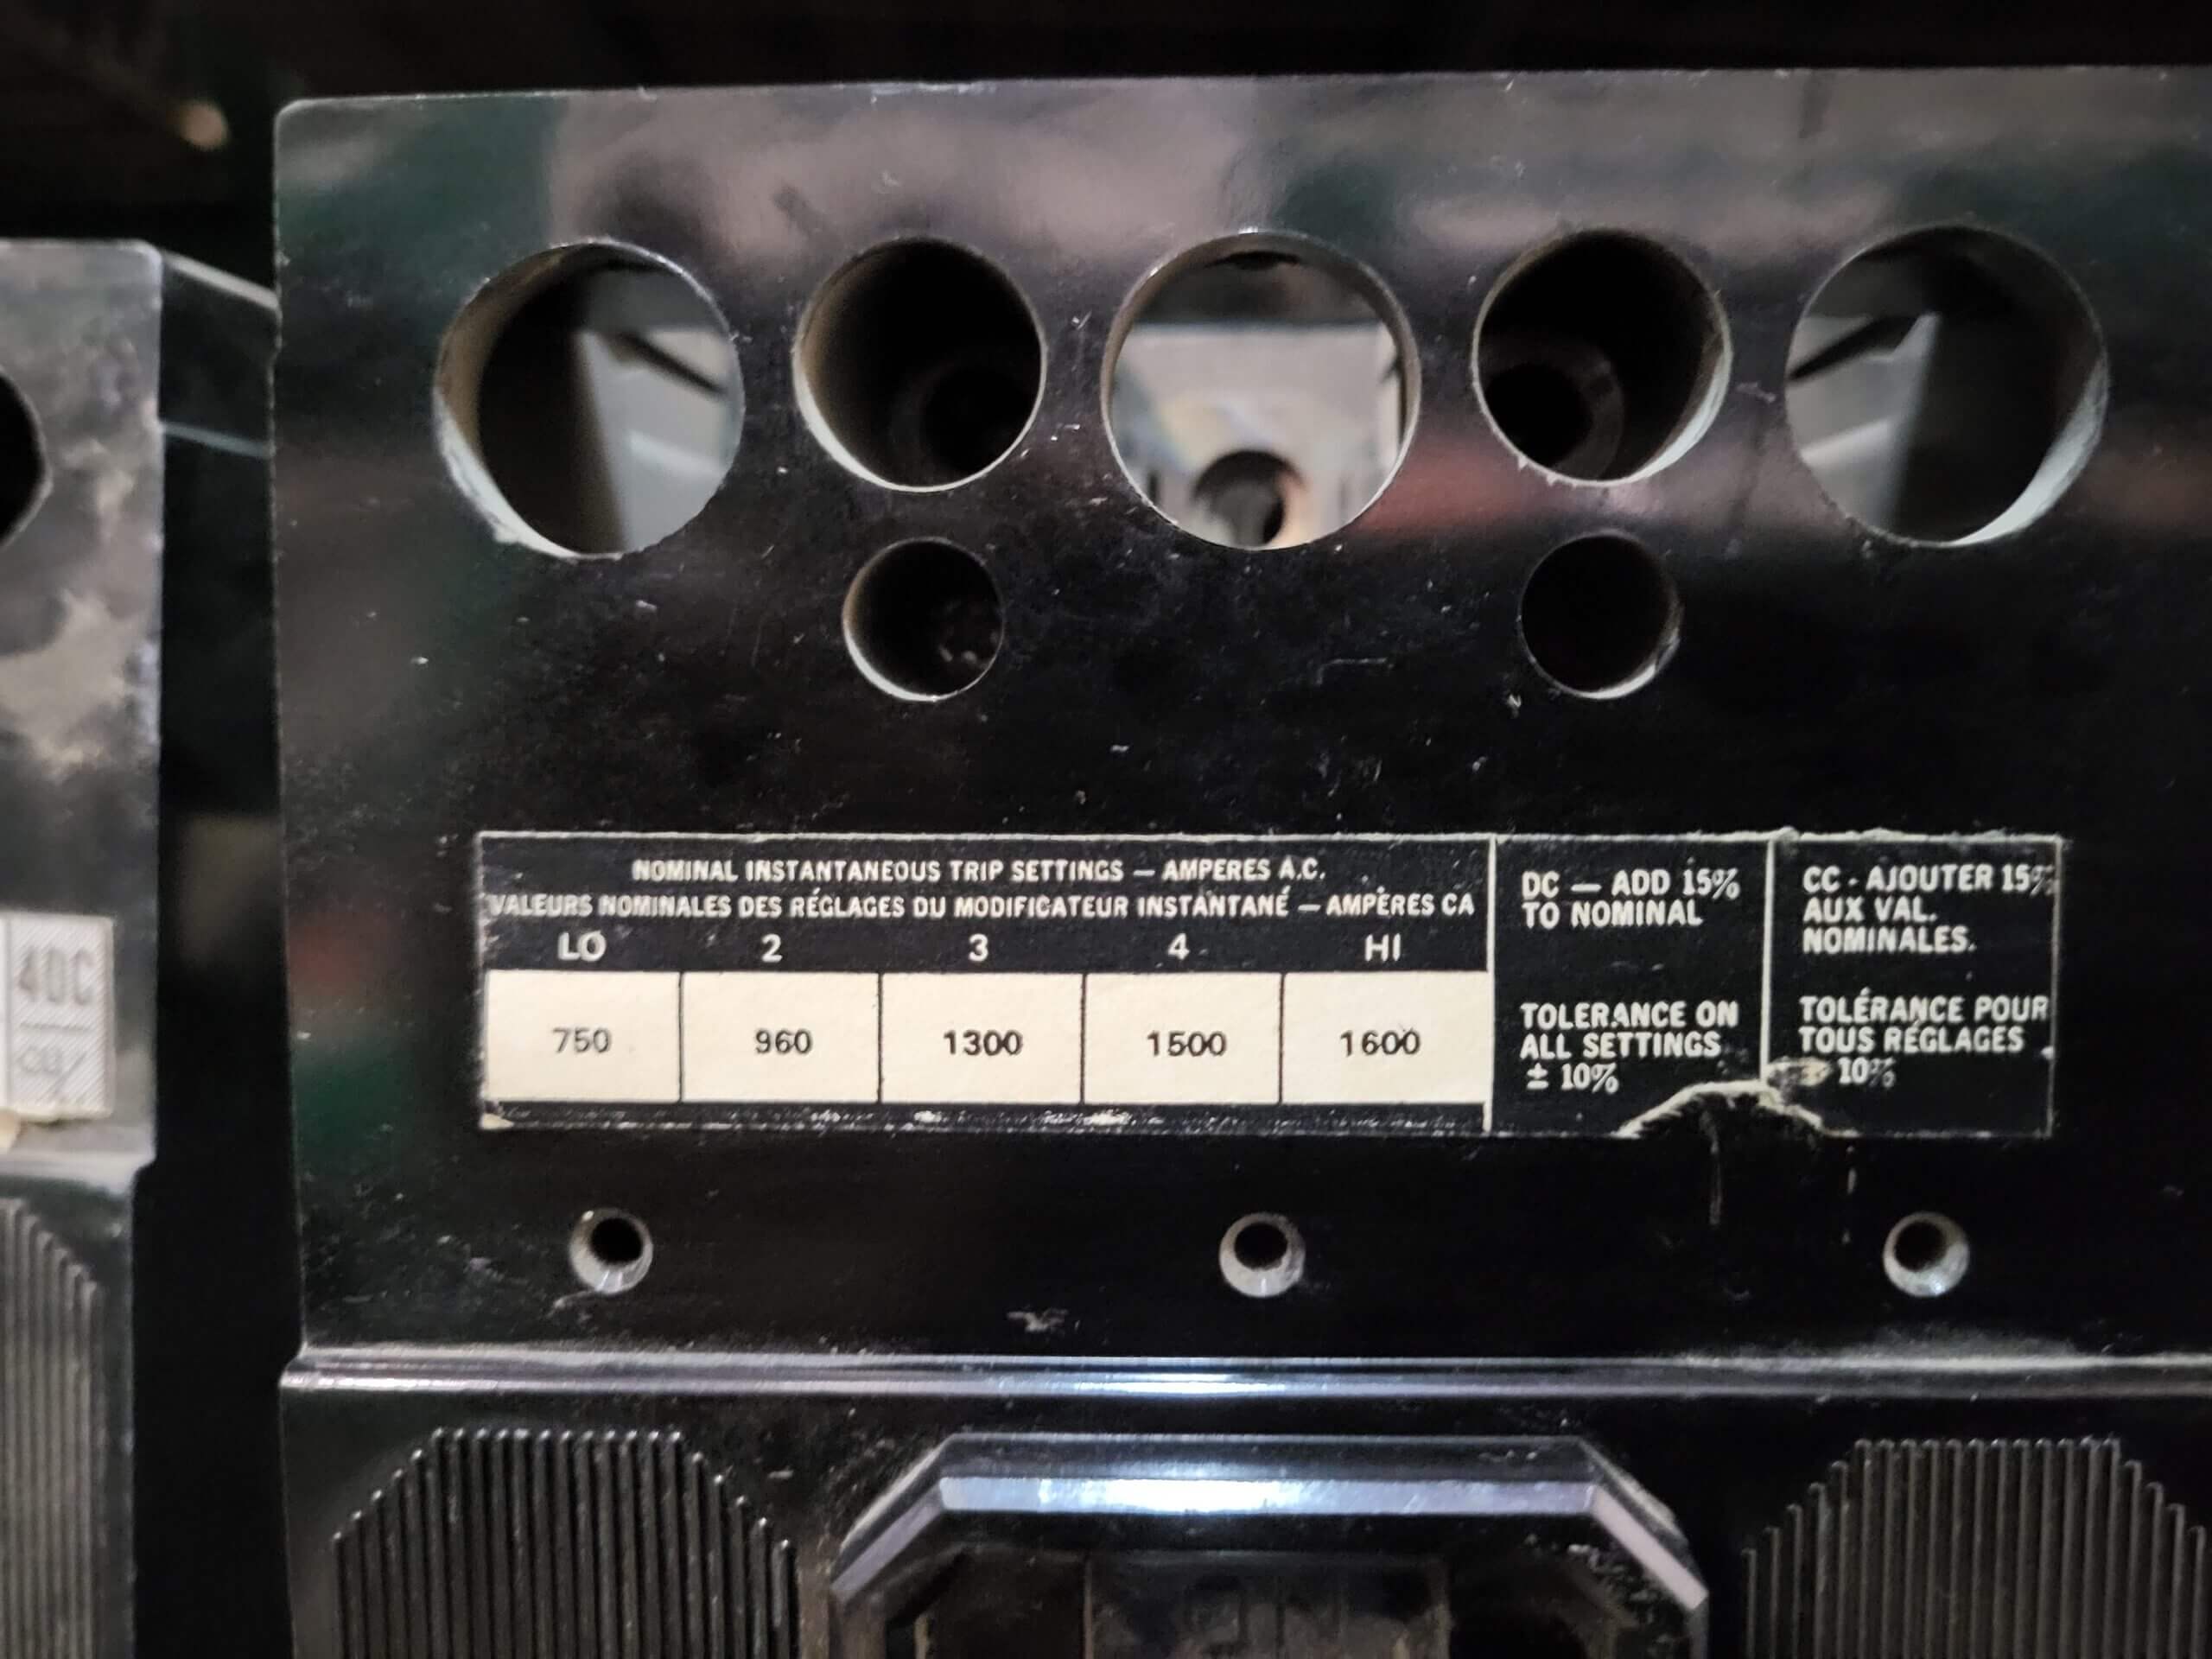 NOMINAL INSTANTANEOUS TRIP SETTINGS — AMPERES A.C.
VALEURS NOMINALES DES RÉGLAGES DU MODIFICATEUR INSTANTANÉ — AMPÈRES CA
LO 2 3 4 HI
750 960 1300 1500 1600
DC — ADD 15%
TO NOMINAL
TOLERANCE ON
ALL SETTINGS
± 10%
CC - AJOUTER 15%
AUX VAL.
NOMINALES.
TOLÉRANCE POUR
TOUS RÉGLAGES
10%